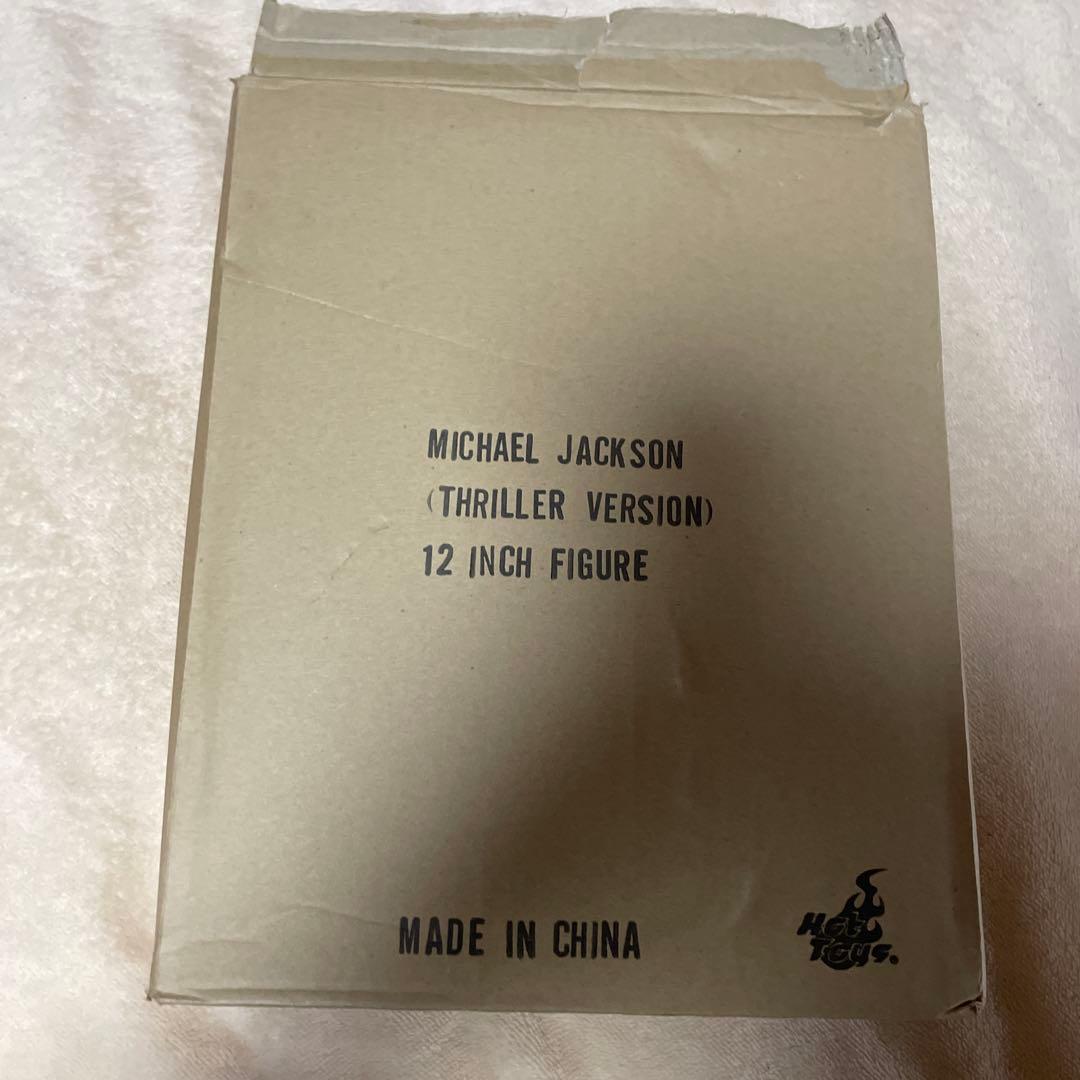 MICHAEL JACKSON
(THRILLER VERSION)
12 INCH FIGURE
MADE IN CHINA
Hot
Toys.